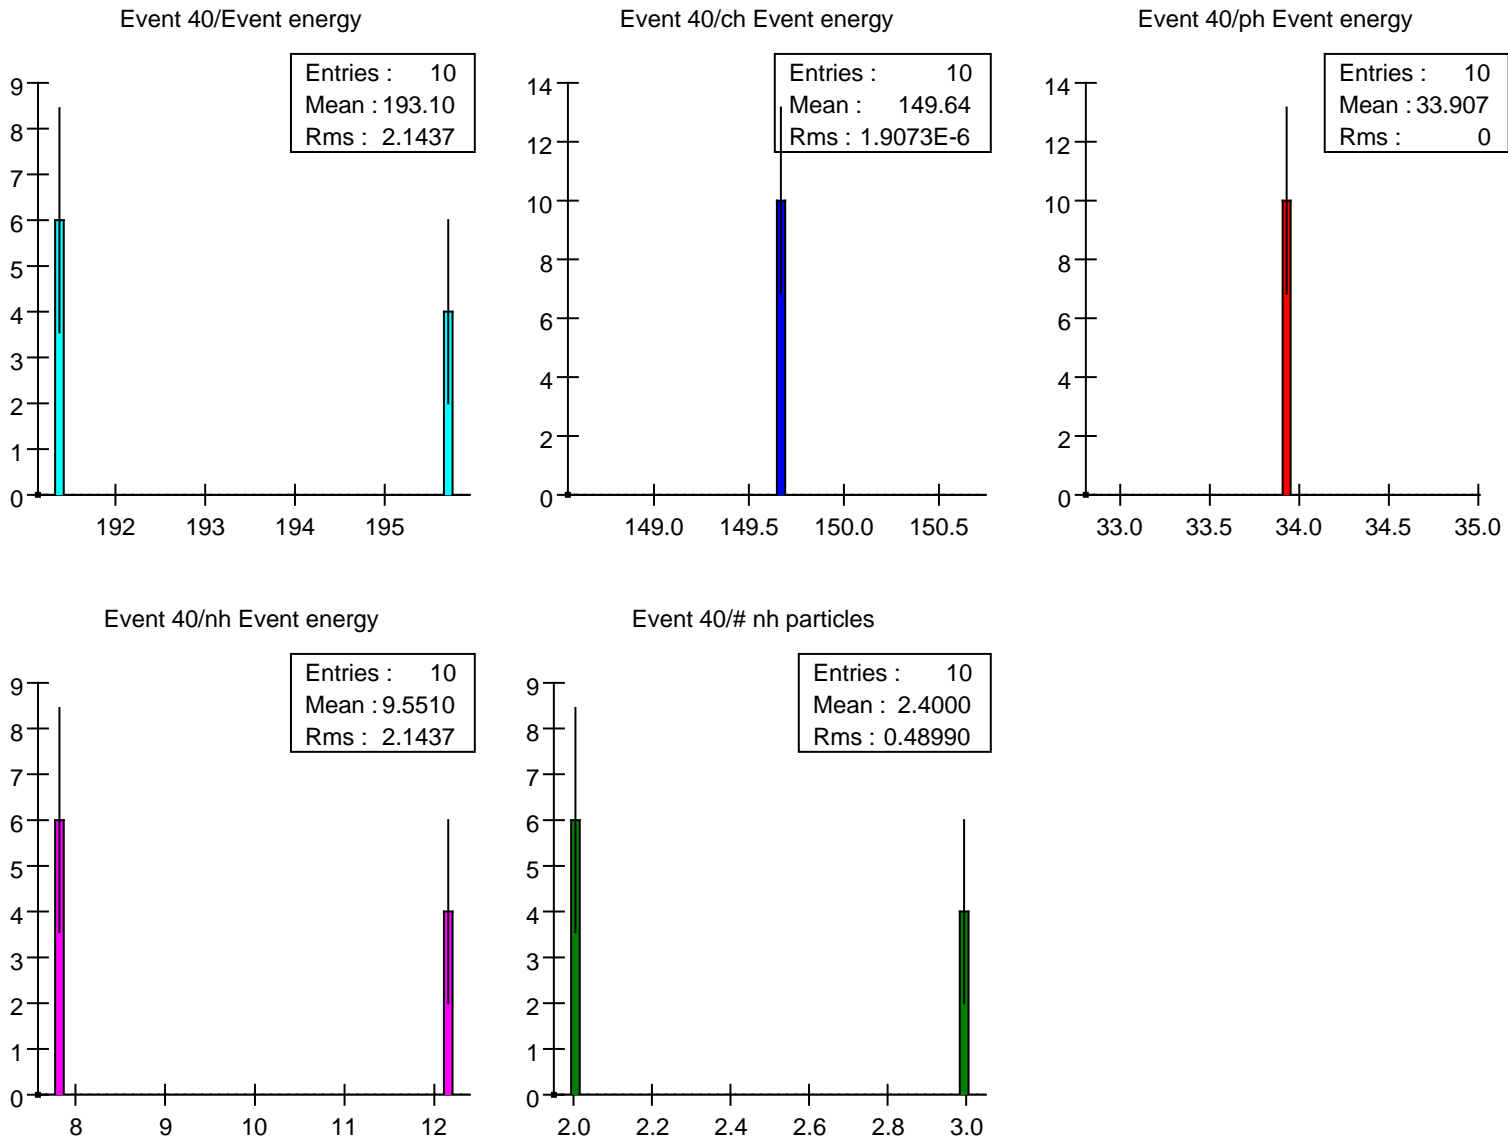 Event 40/Event energy
Entries : 10
Mean : 193.10
Rms : 2.1437
9
8
7
6
5
4
3
2
1
0
192 193 194 195
Event 40/ch Event energy
Entries : 10
Mean : 149.64
Rms : 1.9073E-6
14
12
10
8
6
4
2
0
149.0 149.5 150.0 150.5
Event 40/ph Event energy
Entries : 10
Mean : 33.907
Rms : 0
14
12
10
8
6
4
2
0
33.0 33.5 34.0 34.5 35.0
Event 40/nh Event energy
Entries : 10
Mean : 9.5510
Rms : 2.1437
9
8
7
6
5
4
3
2
1
0
8 9 10 11 12
Event 40/# nh particles
Entries : 10
Mean : 2.4000
Rms : 0.48990
9
8
7
6
5
4
3
2
1
0
2.0 2.2 2.4 2.6 2.8 3.0